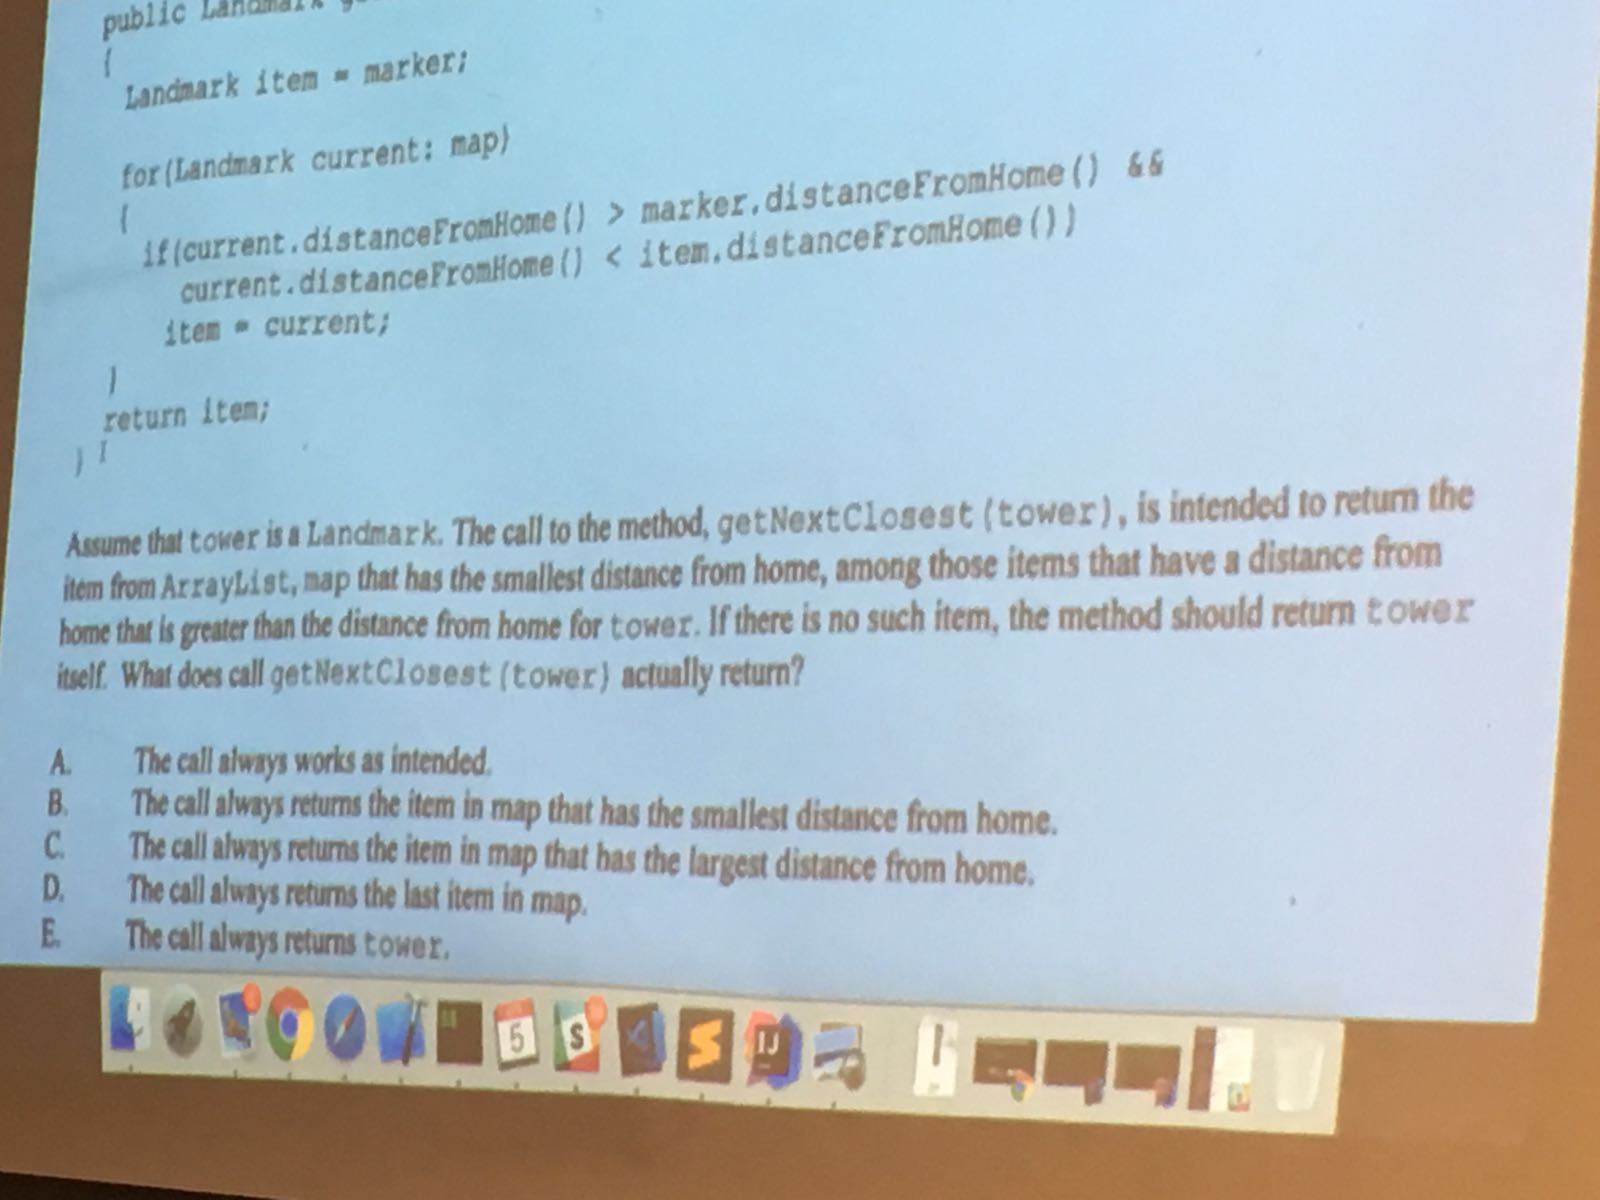 public Landmark
{
Landmark item = marker;
for(Landmark current: map)
{
if(current.distanceFromHome() > marker.distanceFromHome() &&
current.distanceFromHome() < item.distanceFromHome())
item = current;
}
return item;
}
Assume that tower is a Landmark. The call to the method, getNextClosest(tower), is intended to return the
item from ArrayList, map that has the smallest distance from home, among those items that have a distance from
home that is greater than the distance from home for tower. If there is no such item, the method should return tower
itself. What does call getNextClosest(tower) actually return?
A. The call always works as intended.
B. The call always returns the item in map that has the smallest distance from home.
C. The call always returns the item in map that has the largest distance from home.
D. The call always returns the last item in map.
E. The call always returns tower.
5 S S IJ